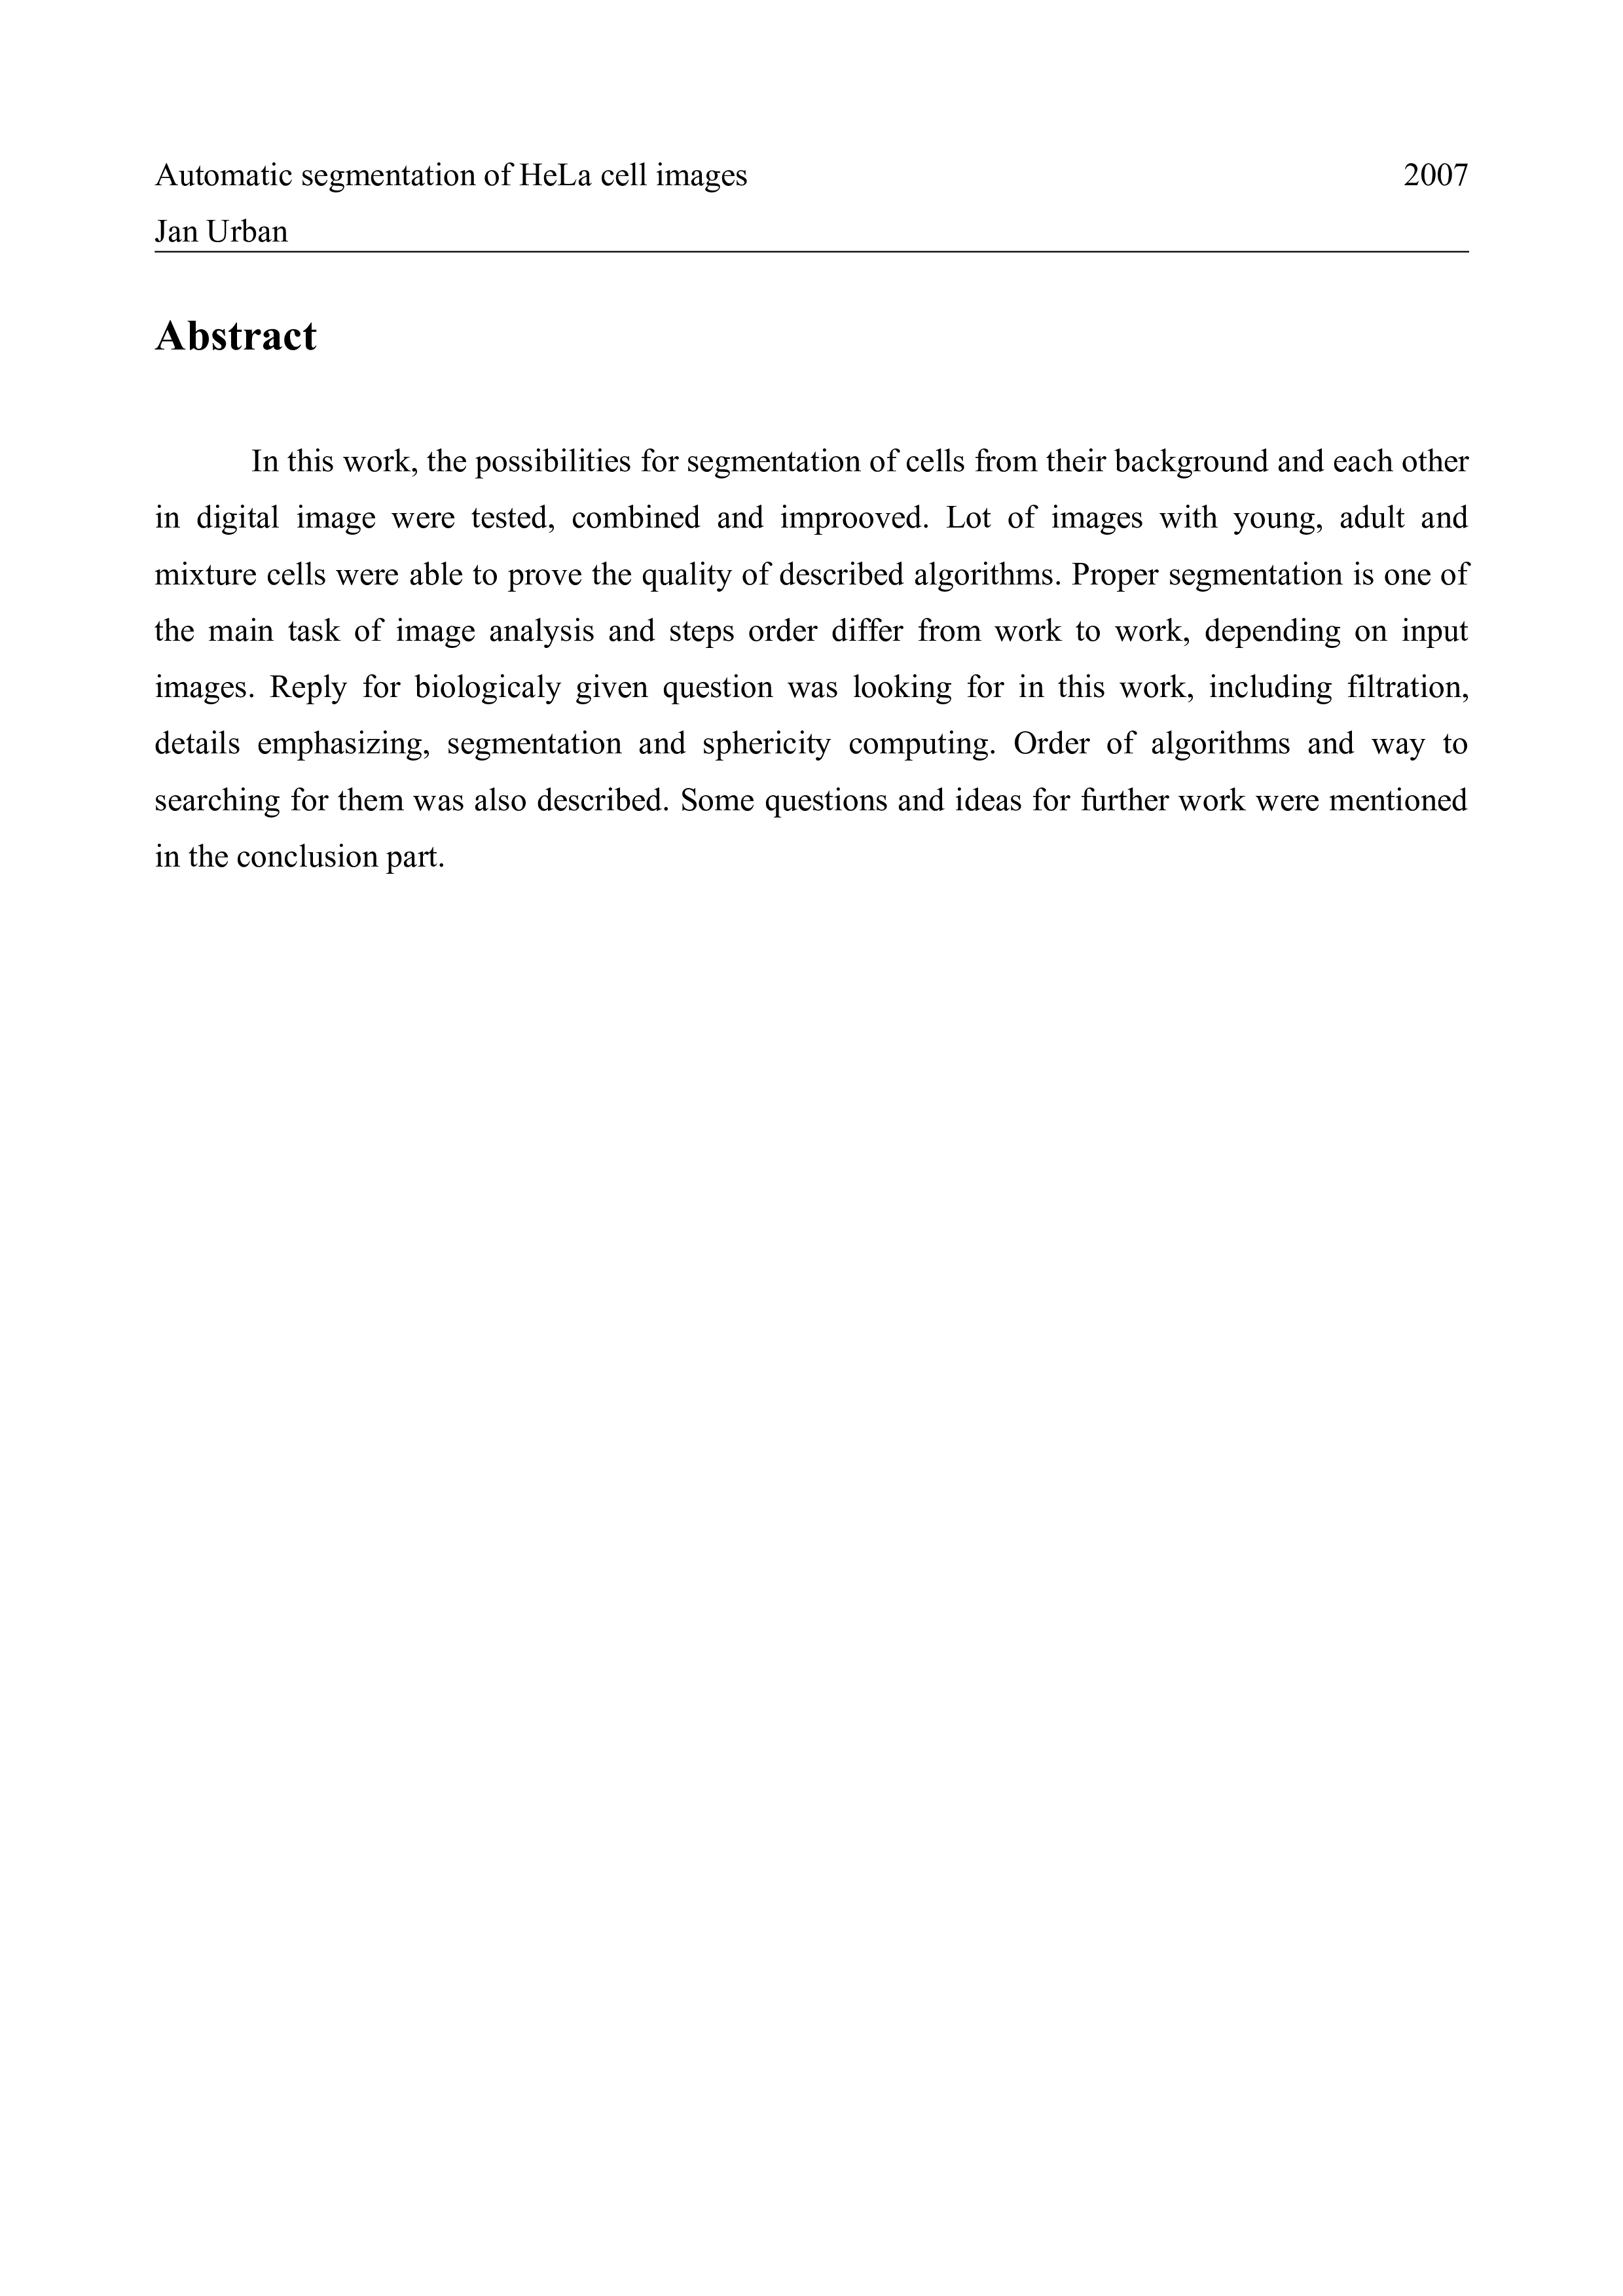 Automatic segmentation of HeLa cell images 2007
Jan Urban
Abstract
In this work, the possibilities for segmentation of cells from their background and each other
in digital image were tested, combined and improoved. Lot of images with young, adult and
mixture cells were able to prove the quality of described algorithms. Proper segmentation is one of
the main task of image analysis and steps order differ from work to work, depending on input
images. Reply for biologicaly given question was looking for in this work, including filtration,
details emphasizing, segmentation and sphericity computing. Order of algorithms and way to
searching for them was also described. Some questions and ideas for further work were mentioned
in the conclusion part.